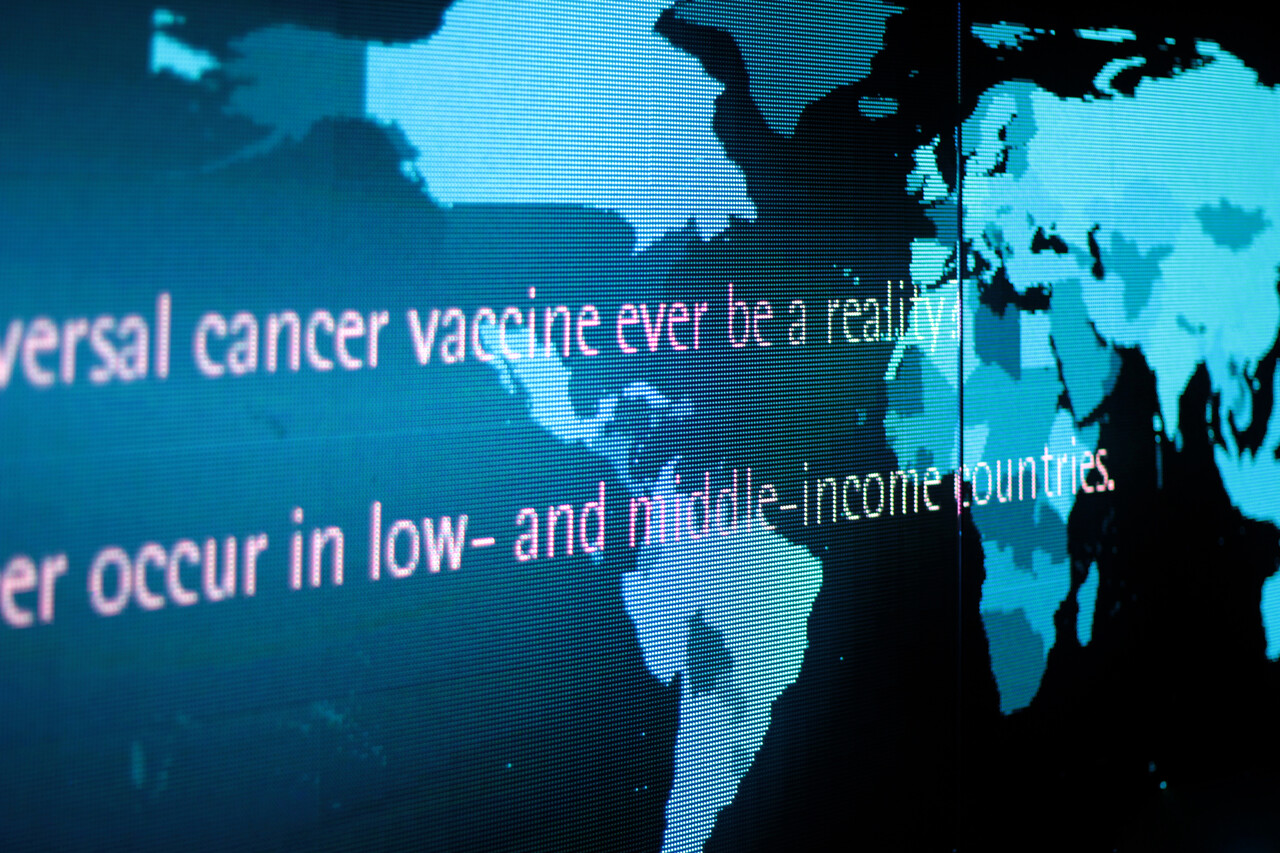 versal cancer vaccine ever be a reality?
er occur in low- and middle-income countries.